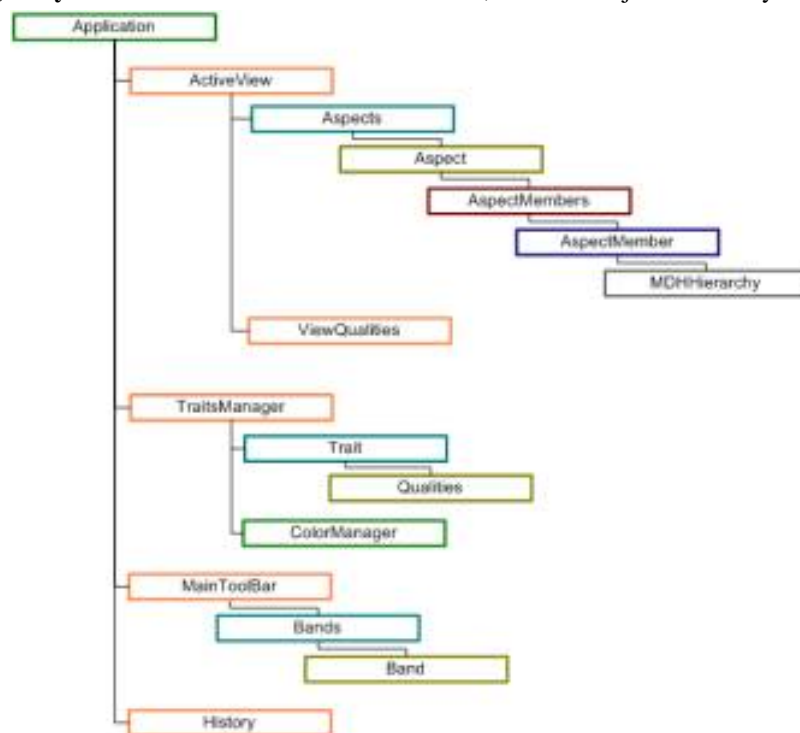 Application
ActiveView
Aspects
Aspect
AspectMembers
AspectMember
MDHHierarchy
ViewQualities
TraitsManager
Trait
Qualities
ColorManager
MainToolBar
Bands
Band
History